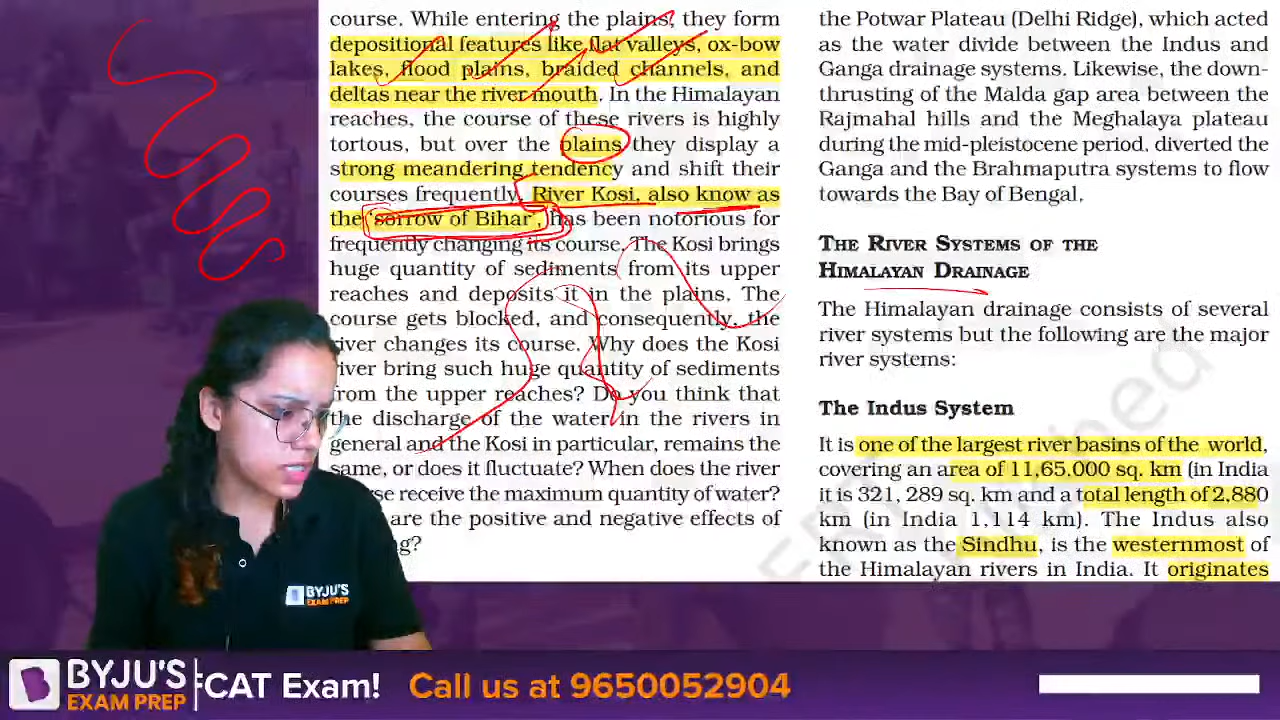 course. While entering the plains, they form
depositional features like flat valleys, ox-bow
lakes, flood plains, braided channels, and
deltas near the river mouth. In the Himalayan
reaches, the course of these rivers is highly
tortous, but over the plains they display a
strong meandering tendency and shift their
courses frequently. River Kosi, also know as
the ‘sorrow of Bihar’, has been notorious for
frequently changing its course. The Kosi brings
huge quantity of sediments from its upper
reaches and deposits it in the plains. The
course gets blocked, and consequently, the
river changes its course. Why does the Kosi
river bring such huge quantity of sediments
from the upper reaches? Do you think that
the discharge of the water in the rivers in
general and the Kosi in particular, remains the
same, or does it fluctuate? When does the river
receive the maximum quantity of water?
are the positive and negative effects of
the Potwar Plateau (Delhi Ridge), which acted
as the water divide between the Indus and
Ganga drainage systems. Likewise, the down-
thrusting of the Malda gap area between the
Rajmahal hills and the Meghalaya plateau
during the mid-pleistocene period, diverted the
Ganga and the Brahmaputra systems to flow
towards the Bay of Bengal.
THE RIVER SYSTEMS OF THE
HIMALAYAN DRAINAGE
The Himalayan drainage consists of several
river systems but the following are the major
river systems:
The Indus System
It is one of the largest river basins of the world,
covering an area of 11,65,000 sq. km (in India
it is 321, 289 sq. km and a total length of 2,880
km (in India 1,114 km). The Indus also
known as the Sindhu, is the westernmost of
the Himalayan rivers in India. It originates
BYJU'S
EXAM PREP
BYJU'S
EXAM PREP
CAT Exam! Call us at 9650052904